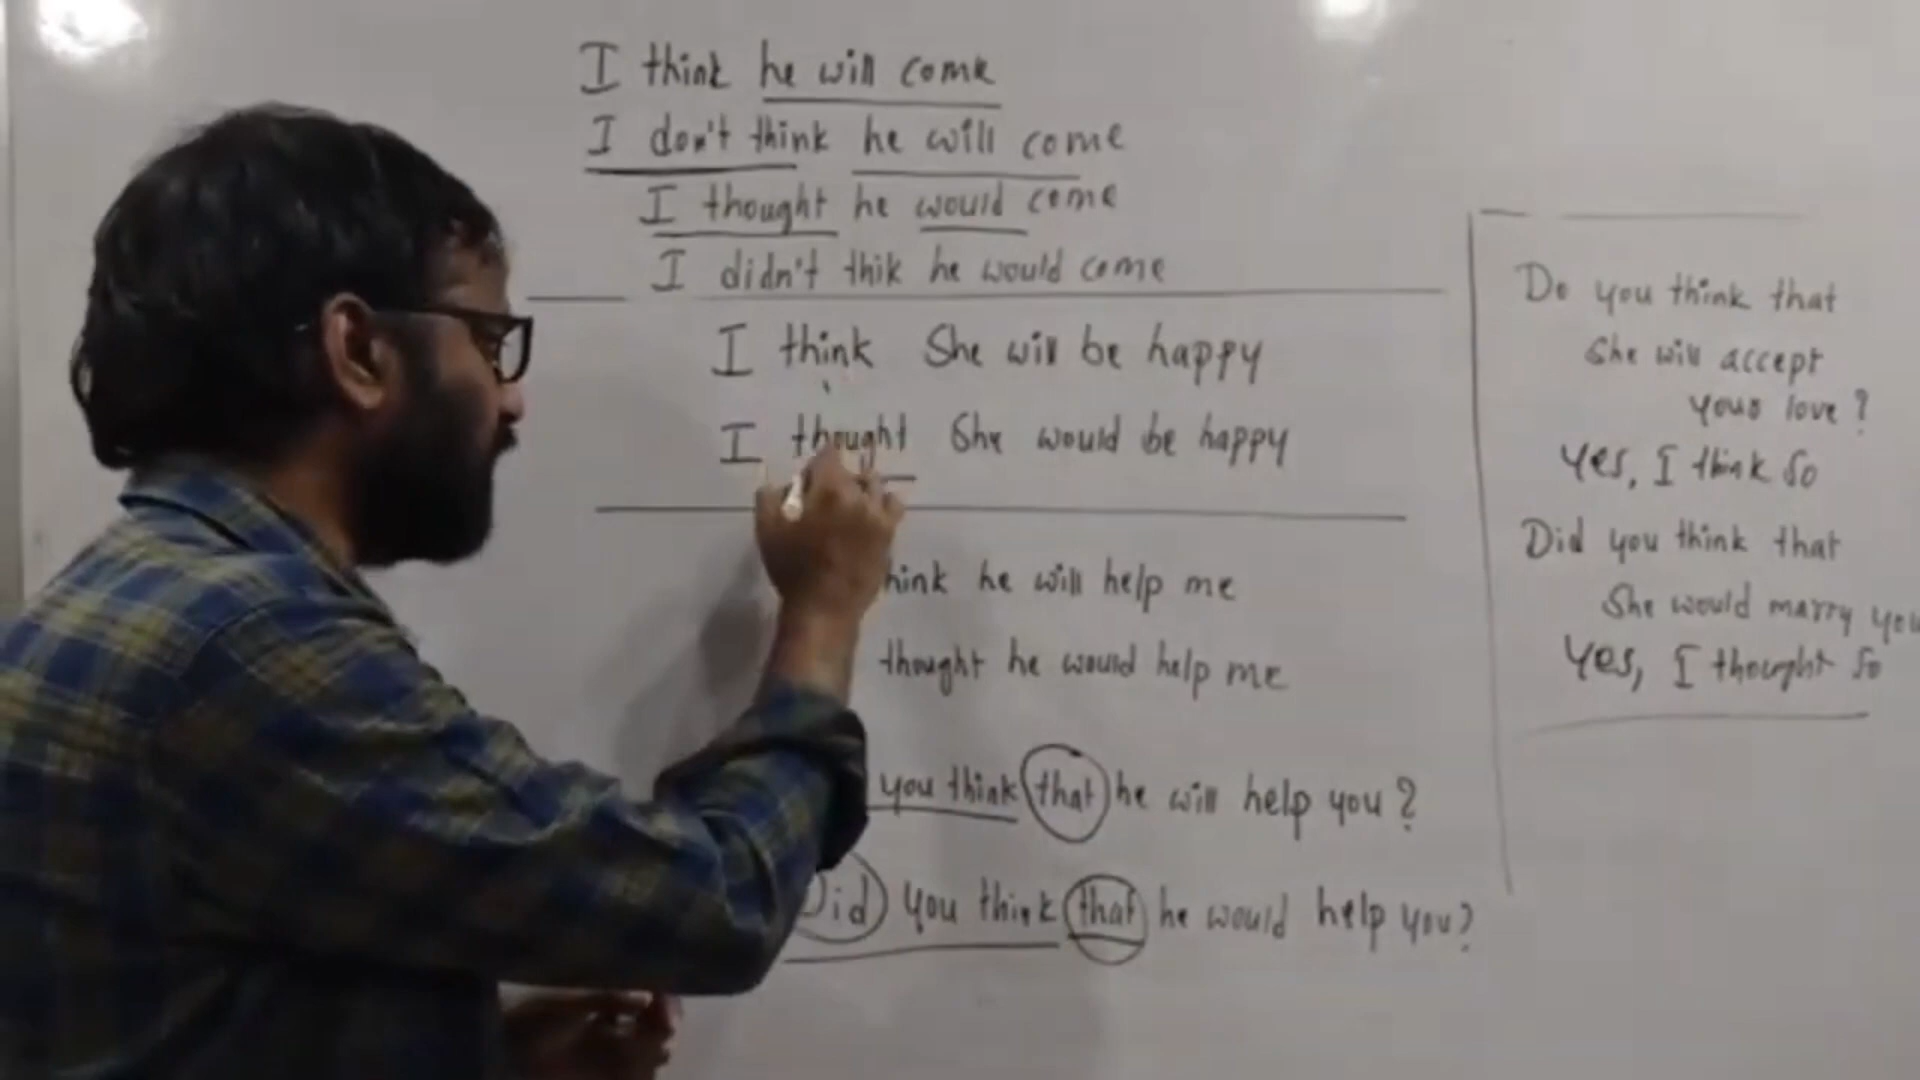 I think he will come
I don't think he will come
I thought he would come
I didn't thik he would come
I think She will be happy
I thought She would be happy
he will help me
thought he would help me
you think that he will help you?
Did you think that he would help you?
Do you think that
She will accept
your love?
Yes, I think So
Did you think that
She would marry you
Yes, I thought So